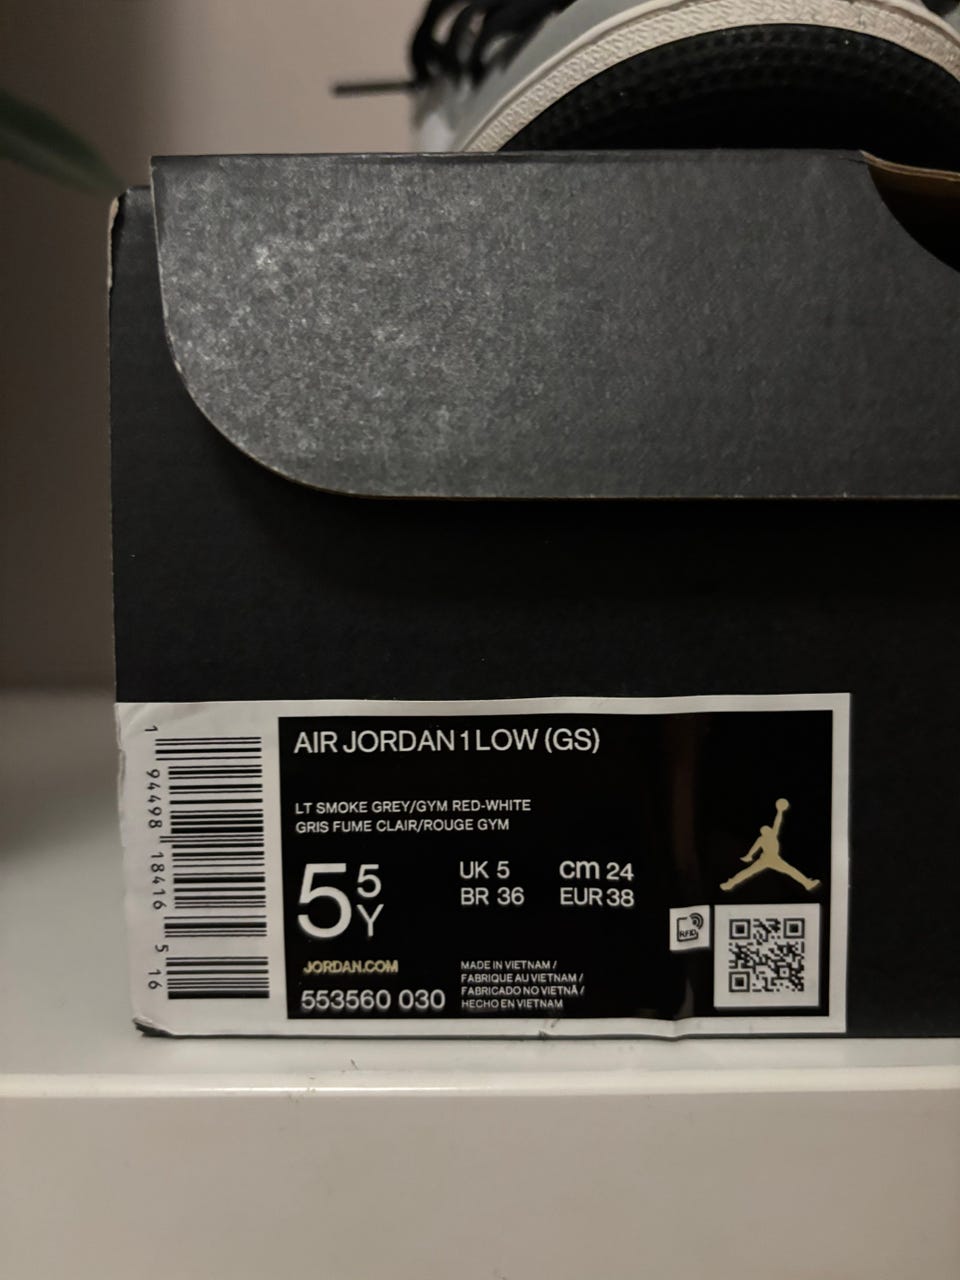 AIR JORDAN 1 LOW (GS)
LT SMOKE GREY/GYM RED-WHITE
GRIS FUME CLAIR/ROUGE GYM
5 5Y
UK 5 cm 24
BR 36 EUR 38
JORDAN.COM
553560 030
MADE IN VIETNAM /
FABRIQUE AU VIETNAM /
FABRICADO NO VIETNÃ /
HECHO EN VIETNAM
RFID
1 94498 18416 5 16